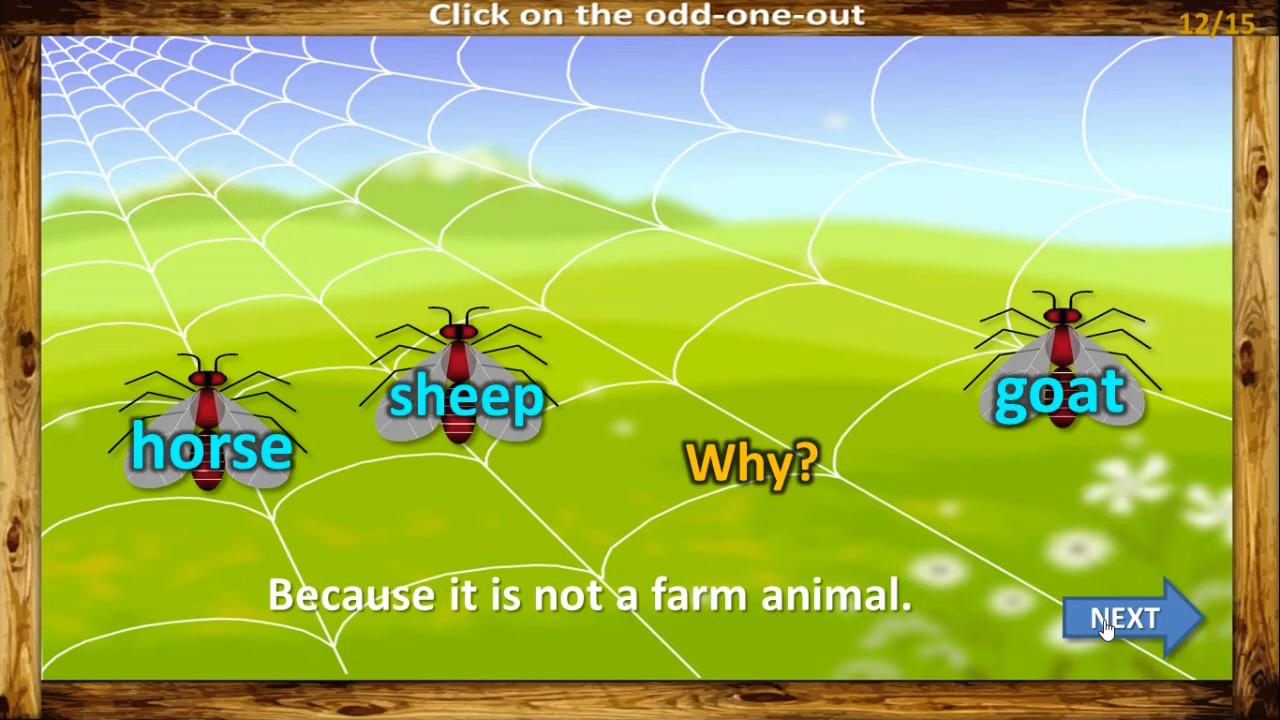 Click on the odd-one-out
12/15
horse
sheep
goat
Why?
Because it is not a farm animal.
NEXT